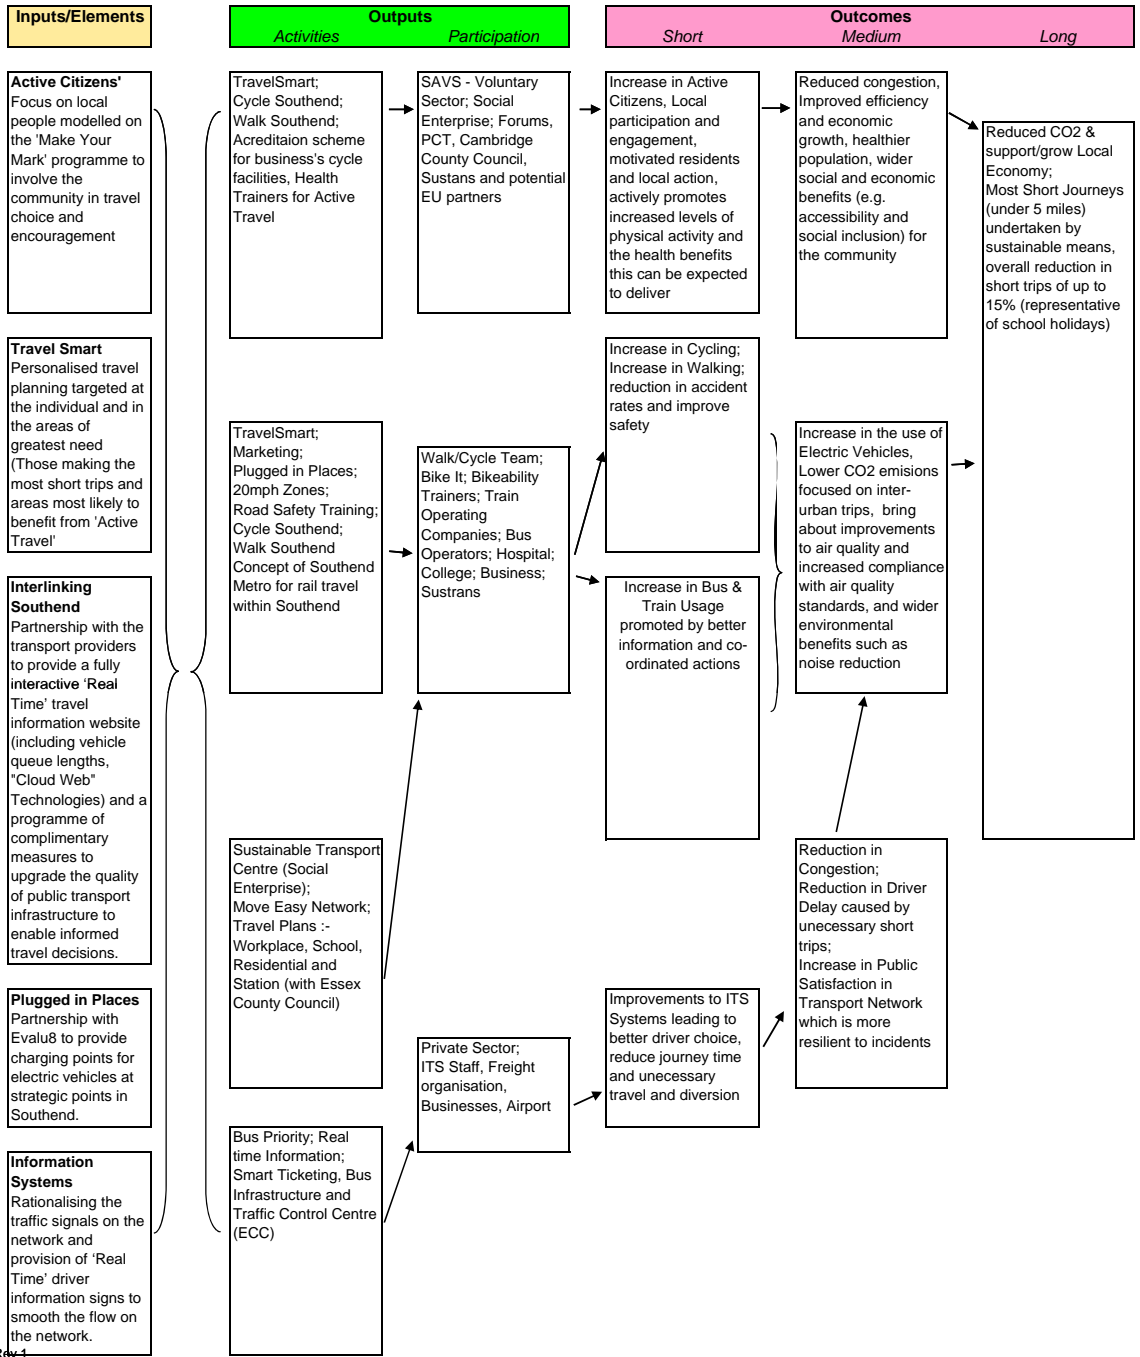 Inputs/Elements
Outputs
Activities Participation
Outcomes
Short Medium Long
Active Citizens'
Focus on local
people modelled on
the 'Make Your
Mark' programme to
involve the
community in travel
choice and
encouragement
Travel Smart
Personalised travel
planning targeted at
the individual and in
the areas of
greatest need
(Those making the
most short trips and
areas most likely to
benefit from 'Active
Travel'
Interlinking
Southend
Partnership with the
transport providers
to provide a fully
interactive ‘Real
Time’ travel
information website
(including vehicle
queue lengths,
"Cloud Web"
Technologies) and a
programme of
complimentary
measures to
upgrade the quality
of public transport
infrastructure to
enable informed
travel decisions.
Plugged in Places
Partnership with
Evalu8 to provide
charging points for
electric vehicles at
strategic points in
Southend.
Information
Systems
Rationalising the
traffic signals on the
network and
provision of ‘Real
Time’ driver
information signs to
smooth the flow on
the network.
Rev 1
TravelSmart;
Cycle Southend;
Walk Southend;
Acreditaion scheme
for business's cycle
facilities, Health
Trainers for Active
Travel
TravelSmart;
Marketing;
Plugged in Places;
20mph Zones;
Road Safety Training;
Cycle Southend;
Walk Southend
Concept of Southend
Metro for rail travel
within Southend
Sustainable Transport
Centre (Social
Enterprise);
Move Easy Network;
Travel Plans :-
Workplace, School,
Residential and
Station (with Essex
County Council)
Bus Priority; Real
time Information;
Smart Ticketing, Bus
Infrastructure and
Traffic Control Centre
(ECC)
SAVS - Voluntary
Sector; Social
Enterprise; Forums,
PCT, Cambridge
County Council,
Sustans and potential
EU partners
Walk/Cycle Team;
Bike It; Bikeability
Trainers; Train
Operating
Companies; Bus
Operators; Hospital;
College; Business;
Sustrans
Private Sector;
ITS Staff, Freight
organisation,
Businesses, Airport
Increase in Active
Citizens, Local
participation and
engagement,
motivated residents
and local action,
actively promotes
increased levels of
physical activity and
the health benefits
this can be expected
to deliver
Increase in Cycling;
Increase in Walking;
reduction in accident
rates and improve
safety
Increase in Bus &
Train Usage
promoted by better
information and co-
ordinated actions
Improvements to ITS
Systems leading to
better driver choice,
reduce journey time
and unecessary
travel and diversion
Reduced congestion,
Improved efficiency
and economic
growth, healthier
population, wider
social and economic
benefits (e.g.
accessibility and
social inclusion) for
the community
Increase in the use of
Electric Vehicles,
Lower CO2 emisions
focused on inter-
urban trips, bring
about improvements
to air quality and
increased compliance
with air quality
standards, and wider
environmental
benefits such as
noise reduction
Reduction in
Congestion;
Reduction in Driver
Delay caused by
unecessary short
trips;
Increase in Public
Satisfaction in
Transport Network
which is more
resilient to incidents
Reduced CO2 &
support/grow Local
Economy;
Most Short Journeys
(under 5 miles)
undertaken by
sustainable means,
overall reduction in
short trips of up to
15% (representative
of school holidays)